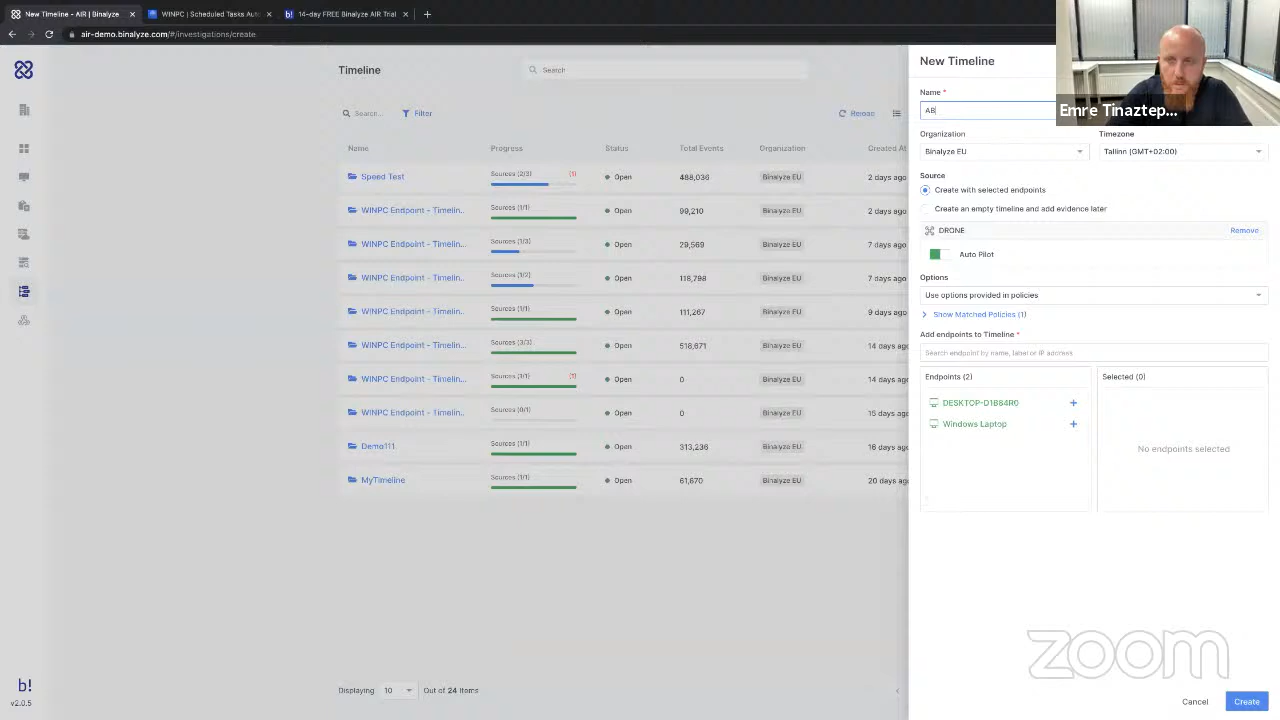 New Timeline - AIR | Binalyze
WINPC | Scheduled Tasks Auto
14-day FREE Binalyze AIR Trial
air-demo.binalyze.com/#/investigations/create
Timeline
Search
Search...
Filter
Reload
Name
Progress
Status
Total Events
Organization
Created At
Speed Test
Sources (2/3)
(1)
Open
488,036
Binalyze EU
2 days ago
WINPC Endpoint - Timelin...
Sources (1/1)
Open
99,210
Binalyze EU
2 days ago
WINPC Endpoint - Timelin...
Sources (1/3)
Open
29,569
Binalyze EU
7 days ago
WINPC Endpoint - Timelin...
Sources (1/2)
Open
118,798
Binalyze EU
7 days ago
WINPC Endpoint - Timelin...
Sources (1/1)
Open
111,267
Binalyze EU
9 days ago
WINPC Endpoint - Timelin...
Sources (3/3)
Open
518,671
Binalyze EU
14 days ago
WINPC Endpoint - Timelin...
Sources (1/1)
(1)
Open
0
Binalyze EU
14 days ago
WINPC Endpoint - Timelin...
Sources (0/1)
Open
0
Binalyze EU
15 days ago
Demo111
Sources (1/1)
Open
313,236
Binalyze EU
16 days ago
MyTimeline
Sources (1/1)
Open
61,670
Binalyze EU
20 days ago
Displaying 10 Out of 24 items
b!
v2.0.5
New Timeline
Name *
AB
Organization
Timezone
Binalyze EU
Tallinn (GMT+02:00)
Source
Create with selected endpoints
Create an empty timeline and add evidence later
DRONE
Remove
Auto Pilot
Options
Use options provided in policies
Show Matched Policies (1)
Add endpoints to Timeline *
Search endpoint by name, label or IP address
Endpoints (2)
Selected (0)
DESKTOP-D1B84R0
Windows Laptop
No endpoints selected
Cancel
Create
Emre Tinaztep...
zoom